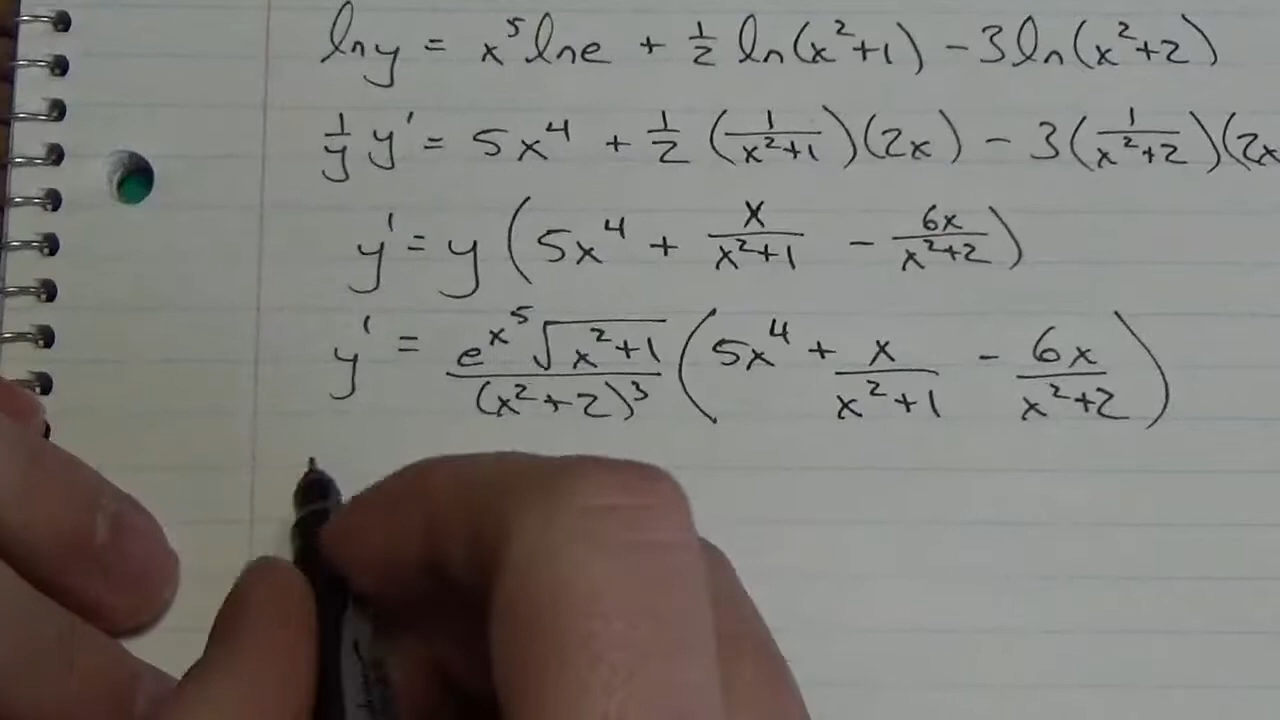 ln y = x⁵ ln e + ½ ln(x²+1) − 3 ln(x²+2)
1/y y' = 5x⁴ + ½ (1/(x²+1))(2x) − 3(1/(x²+2))(2x
y' = y (5x⁴ + x/(x²+1) − 6x/(x²+2))
y' = e^x⁵ √(x²+1) / (x²+2)³ (5x⁴ + x/(x²+1) − 6x/(x²+2))